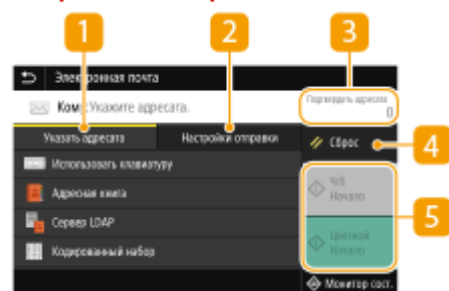 1 2 3
Электронная почта
Кому: Укажите адресата.
Подтвердить адресата
0
Указать адресата Настройки отправки Сброс 4
Использовать клавиатуру
Адресная книга
Сервер LDAP
Кодированный набор
Ч/б
Начало
5
Цветной
Начало
Монитор сост.